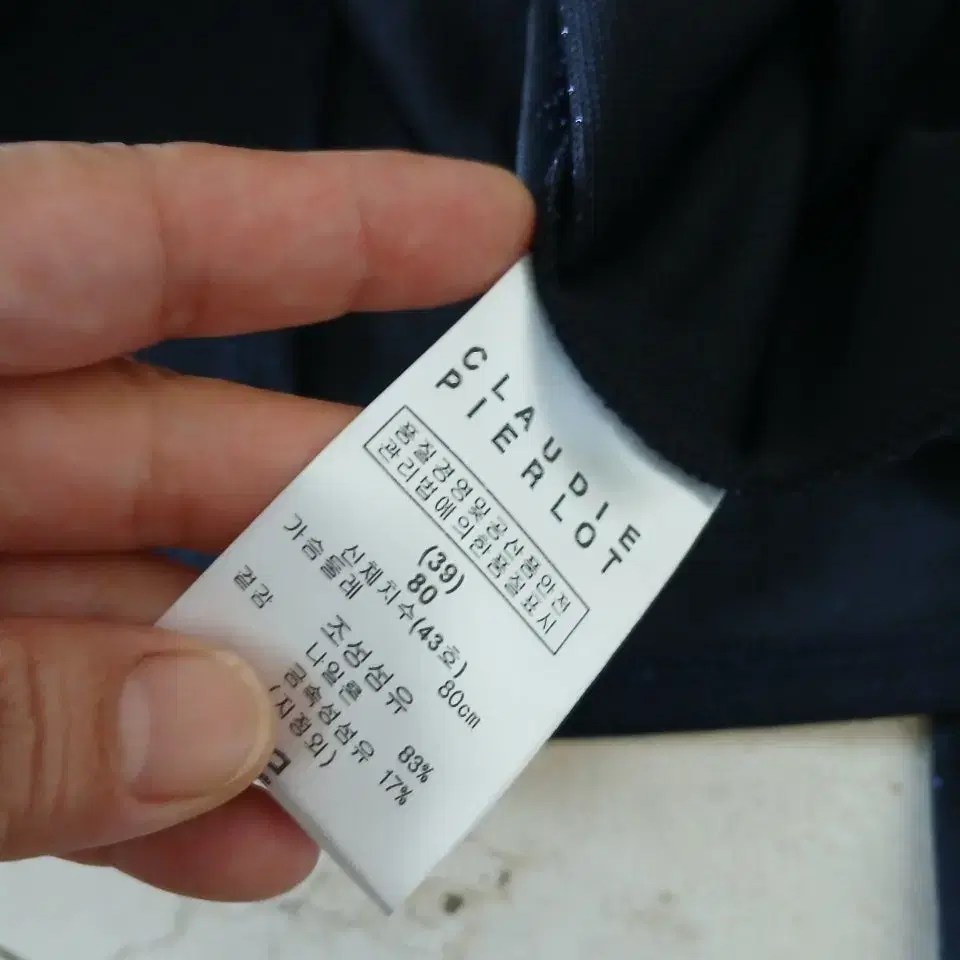 CLAUDIE
PIERLOT
품질경영및공산품안전
관리법에의한품질표시
(39)
80
신체치수(43호)
가슴둘레 80cm
조성섬유
겉감 나일론 83%
금속성섬유 17%
(지정외)